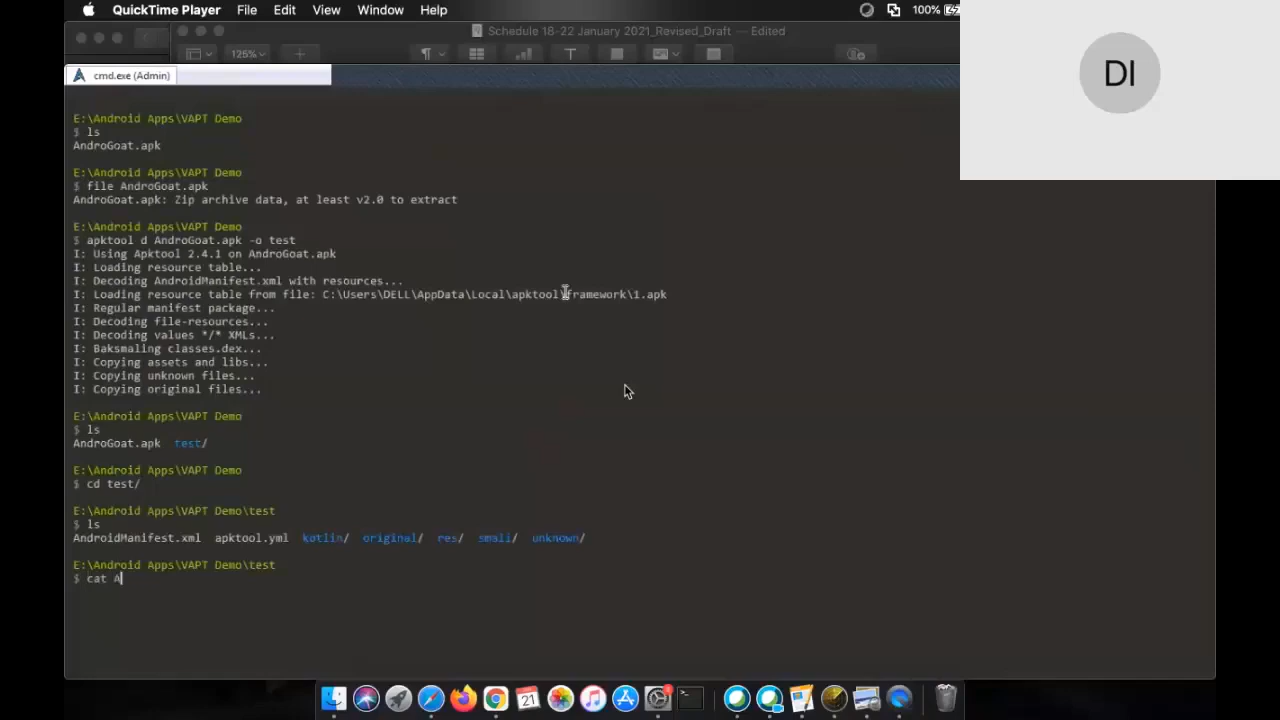 QuickTime Player File Edit View Window Help 100%
Schedule 18-22 January 2021_Revised_Draft — Edited
125%
cmd.exe (Admin)
DI
E:\Android Apps\VAPT Demo
$ ls
AndroGoat.apk
E:\Android Apps\VAPT Demo
$ file AndroGoat.apk
AndroGoat.apk: Zip archive data, at least v2.0 to extract
E:\Android Apps\VAPT Demo
$ apktool d AndroGoat.apk -o test
I: Using Apktool 2.4.1 on AndroGoat.apk
I: Loading resource table...
I: Decoding AndroidManifest.xml with resources...
I: Loading resource table from file: C:\Users\DELL\AppData\Local\apktool\framework\1.apk
I: Regular manifest package...
I: Decoding file-resources...
I: Decoding values */* XMLs...
I: Baksmaling classes.dex...
I: Copying assets and libs...
I: Copying unknown files...
I: Copying original files...
E:\Android Apps\VAPT Demo
$ ls
AndroGoat.apk test/
E:\Android Apps\VAPT Demo
$ cd test/
E:\Android Apps\VAPT Demo\test
$ ls
AndroidManifest.xml apktool.yml kotlin/ original/ res/ smali/ unknown/
E:\Android Apps\VAPT Demo\test
$ cat A
21